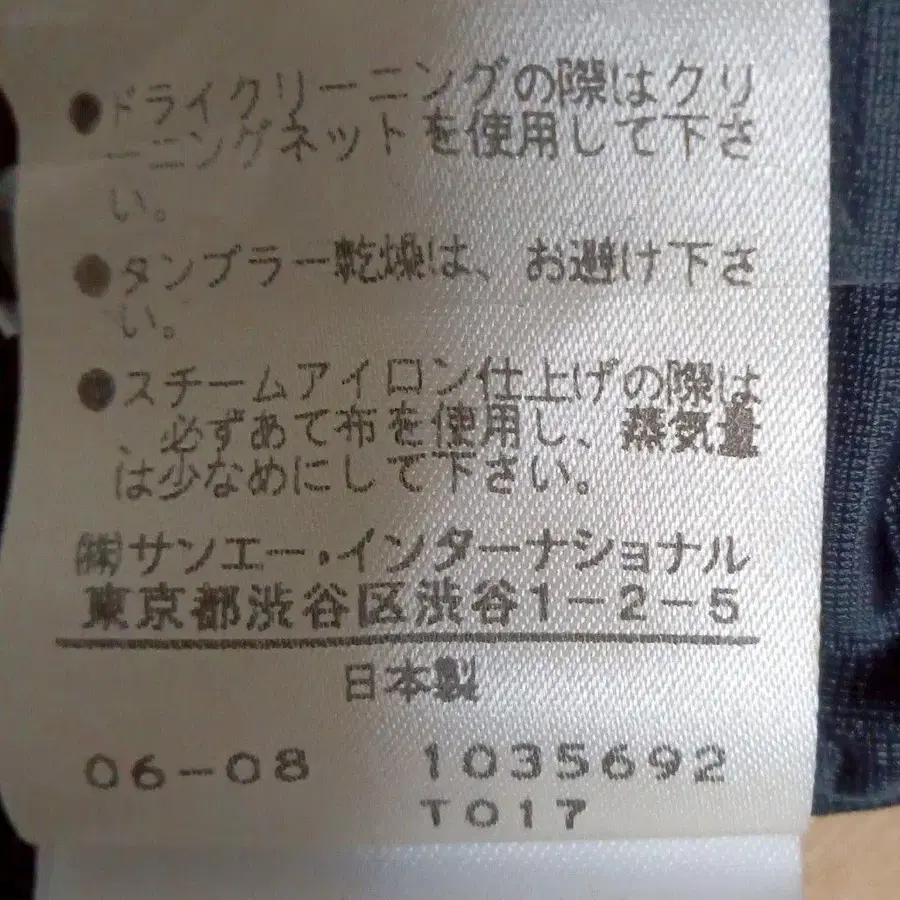 ●ドライクリーニングの際はクリ
ーニングネットを使用して下さ
い。
●タンブラー乾燥は、お避け下さ
い。
●スチームアイロン仕上げの際は
、必ずあて布を使用し、蒸気量
は少なめにして下さい。
㈱サンエー・インターナショナル
東京都渋谷区渋谷1-2-5
日本製
06-08 1035692
T017